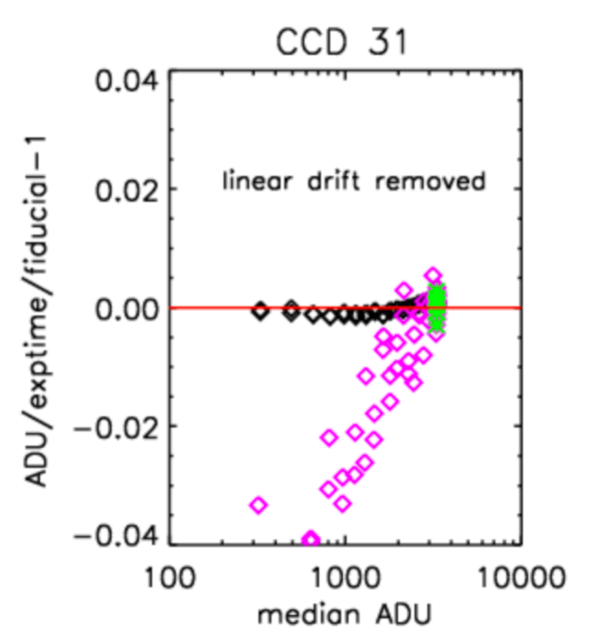 CCD 31
0.04
0.02
0.00
−0.02
−0.04
linear drift removed
ADU/exptime/fiducial−1
100 1000 10000
median ADU